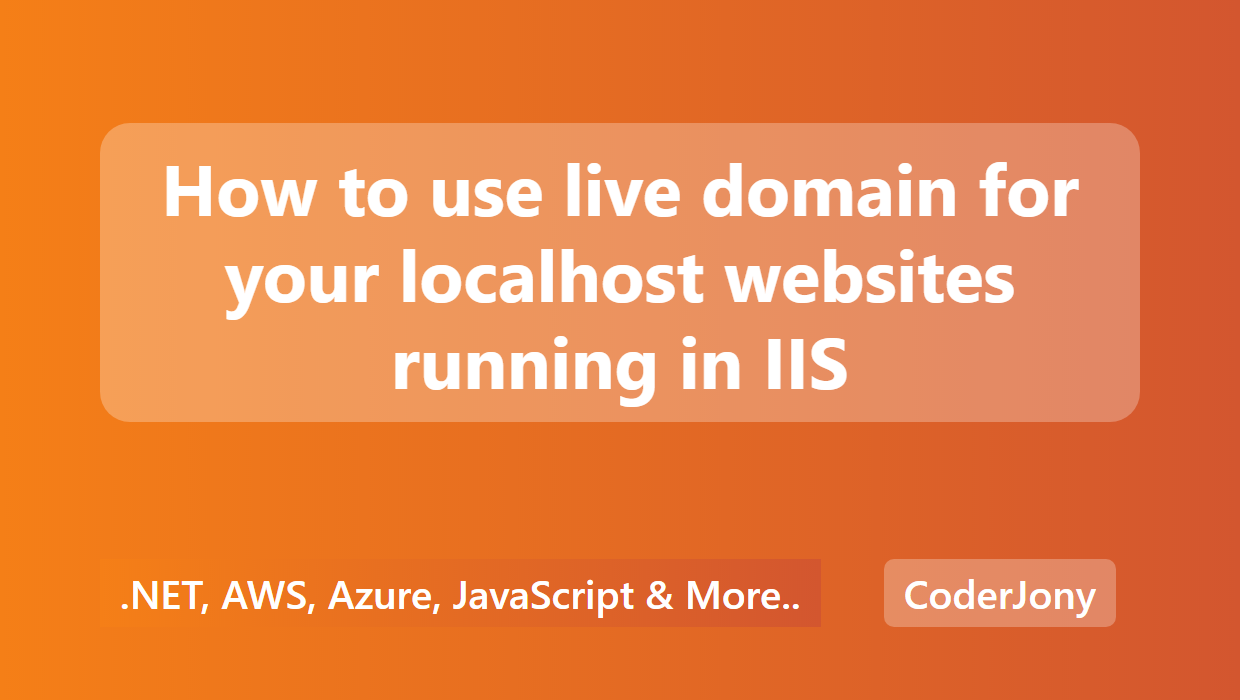 How to use live domain for
your localhost websites
running in IIS
.NET, AWS, Azure, JavaScript & More..
CoderJony